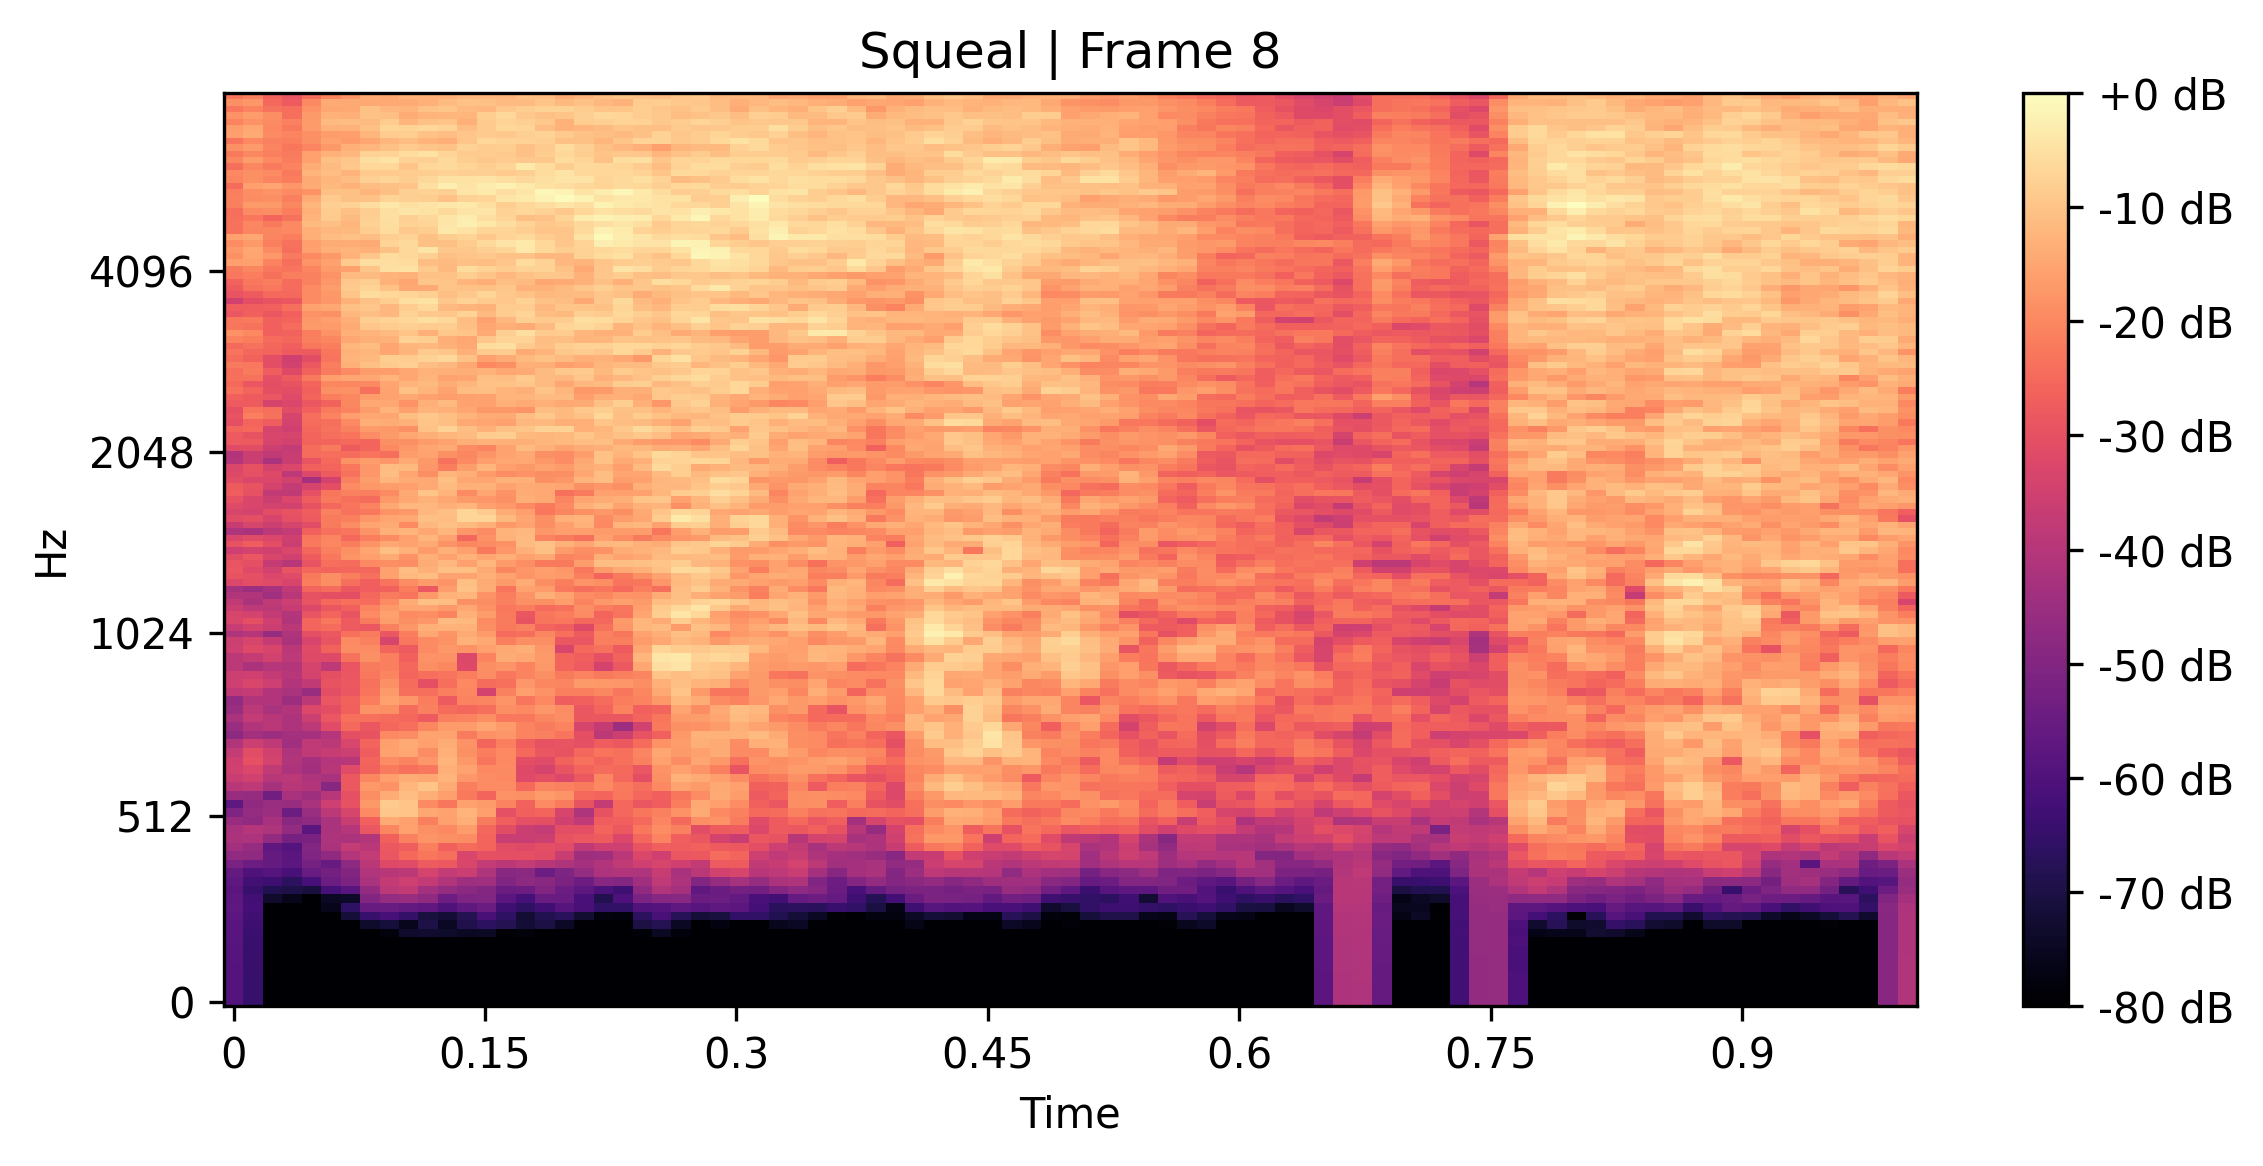 Squeal | Frame 8
Hz
4096
2048
1024
512
0
0 0.15 0.3 0.45 0.6 0.75 0.9
Time
+0 dB
-10 dB
-20 dB
-30 dB
-40 dB
-50 dB
-60 dB
-70 dB
-80 dB